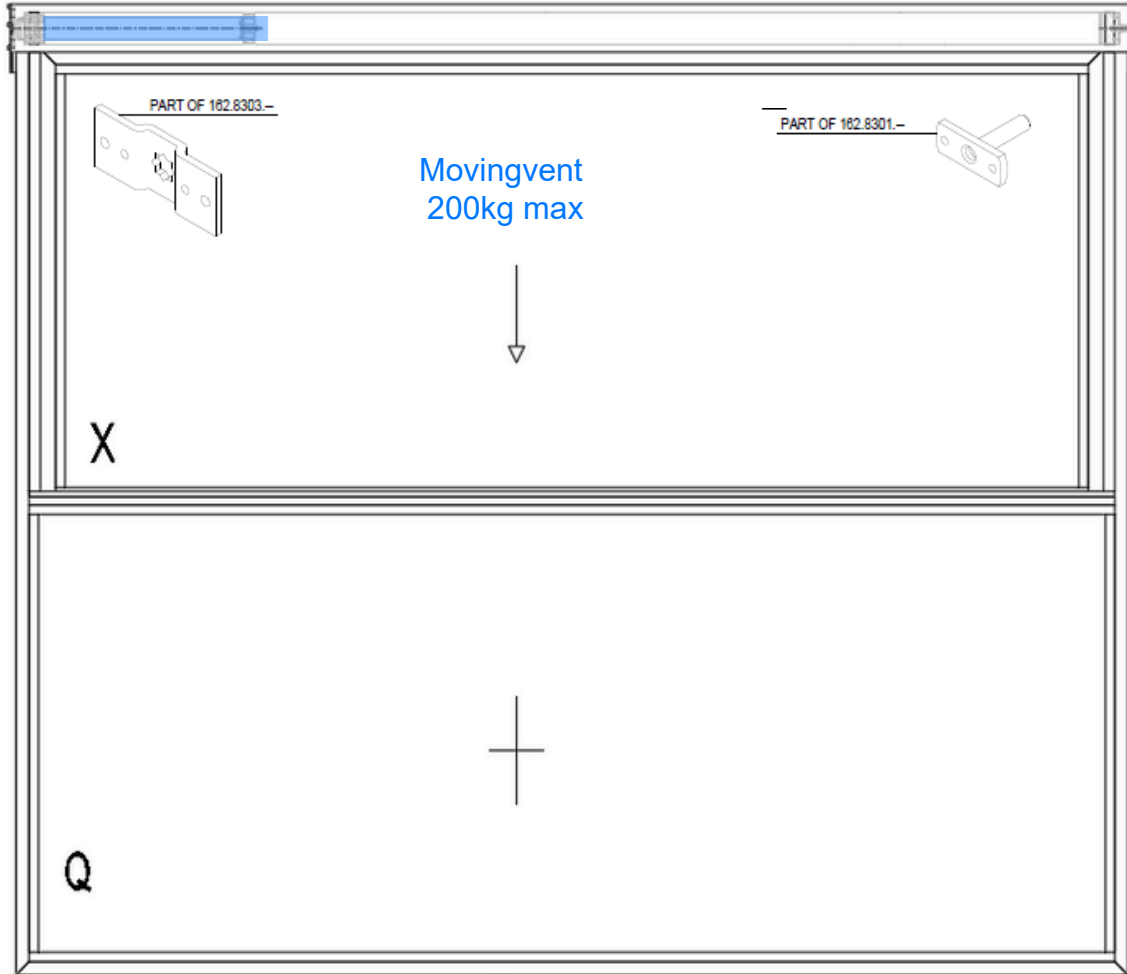 PART OF 162.8303.–
PART OF 162.8301.–
Movingvent
200kg max
X
Q